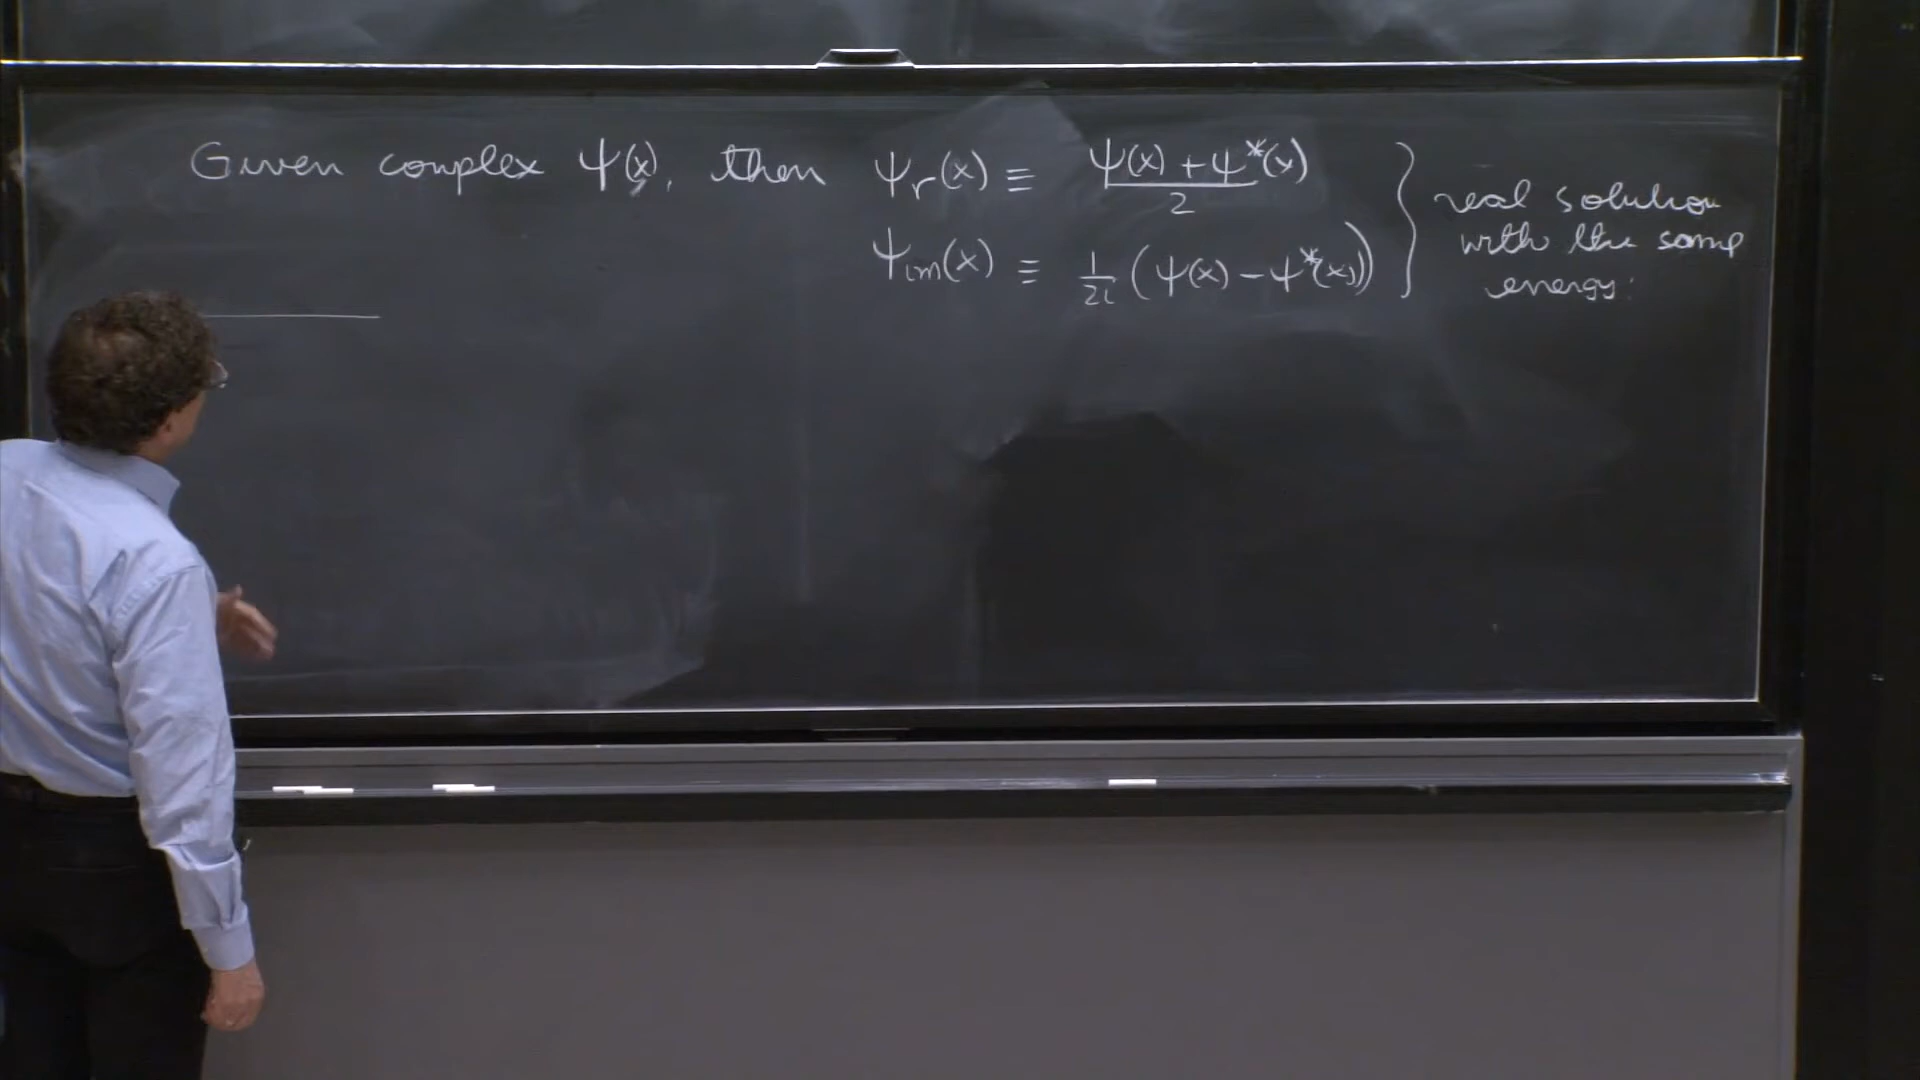 Given complex ψ(x), then ψr(x) ≡ ψ(x) + ψ*(x) / 2
ψim(x) ≡ 1/2i (ψ(x) − ψ*(x))
} real solution
with the same
energy.